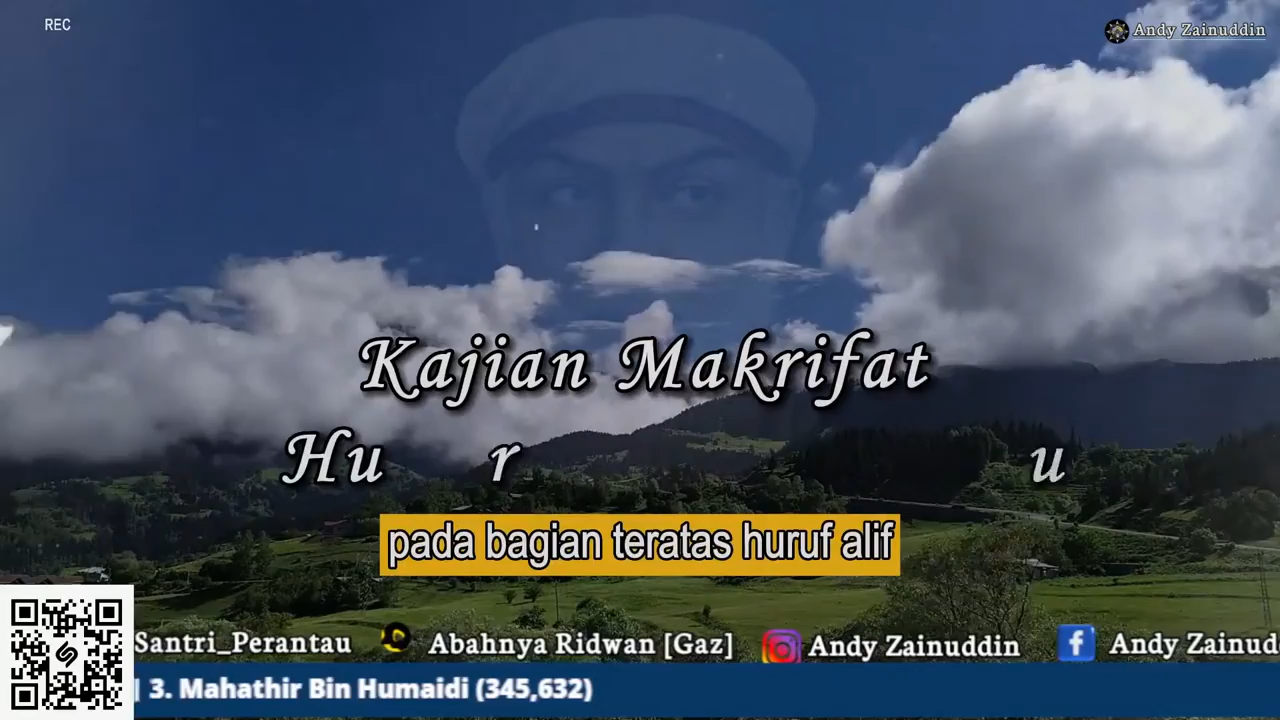 REC
Andy Zainuddin
Kajian Makrifat
Hu r u
pada bagian teratas huruf alif
Santri_Perantau Abahnya Ridwan [Gaz] Andy Zainuddin Andy Zainud
| 3. Mahathir Bin Humaidi (345,632)